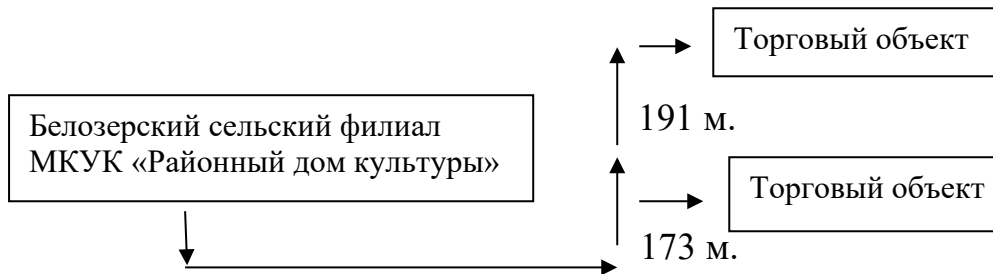 Торговый объект
191 м.
Белозерский сельский филиал
МКУК «Районный дом культуры»
Торговый объект
173 м.